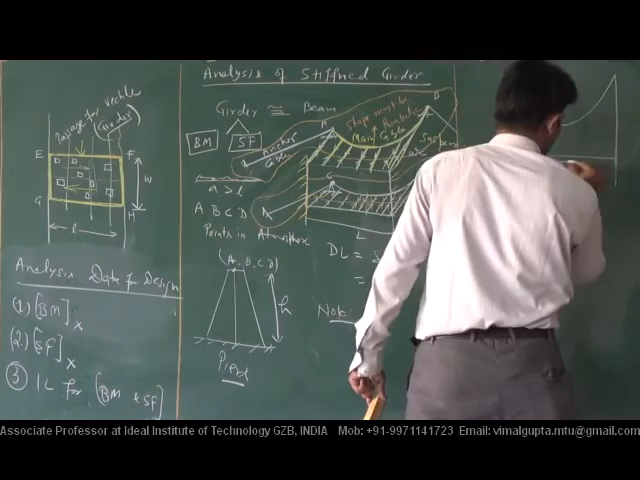 Analysis of Stiffned Girder
Passage for Vechle
(Girder)
E
F
W
G
H
l
Analysis Data for Design
(1) [BM] x
(2) [SF] x
(3) IL for (BM & SF)
Girder ≅ Beam
BM
SF
a > l
A B C D
Points in Atmosphere
(A, B, C, D)
h
Piers
Anchor
Cable
A
B
Shape must be
Parabolic
Main Cable
L
DL =
=
Note:
Associate Professor at Ideal Institute of Technology GZB, INDIA Mob: +91-9971141723 Email: vimalgupta.mtu@gmail.com